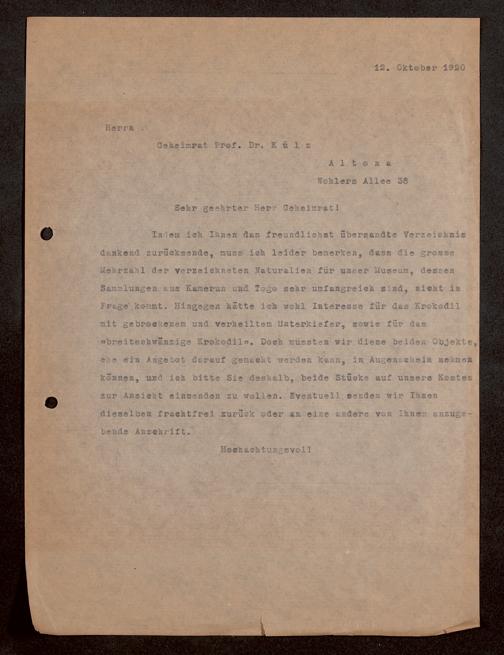 12. Oktober 1920
Herrn
Geheimrat Prof. Dr. K ü l z
A l t o n a
Wohlers Allee 38
Sehr geehrter Herr Geheimrat!
Indem ich Ihnen das freundlichst übersandte Verzeichnis
dankend zurücksende, muss ich leider bemerken, dass die grosse
Mehrzahl der verzeichneten Naturalien für unser Museum, dessen
Sammlungen aus Kamerun und Togo sehr umfangreich sind, nicht in
Frage kommt. Hingegen hätte ich wohl Interesse für das Krokodil
mit gebrochenem und verheilten Unterkiefer, sowie für das
»breitschwänzige Krokodil«. Doch müssten wir diese beiden Objekte,
ehe ein Angebot darauf gemacht werden kann, in Augenschein nehmen
können, und ich bitte Sie deshalb, beide Stücke auf unsere Kosten
zur Ansicht einsenden zu wollen. Eventuell senden wir Ihnen
dieselben frachtfrei zurück oder an eine andere von Ihnen anzuge-
bende Anschrift.
Hochachtungsvoll